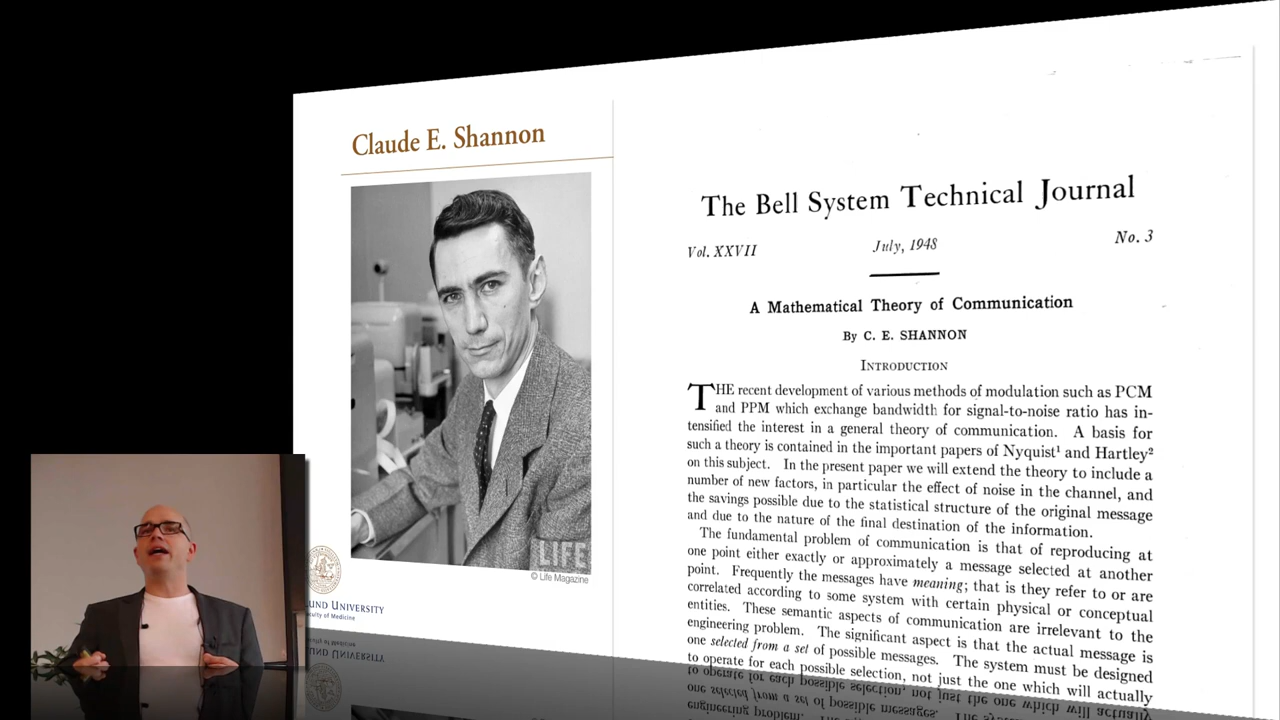 Claude E. Shannon
LIFE
© Life Magazine
UND UNIVERSITY
culty of Medicine
The Bell System Technical Journal
Vol. XXVII July, 1948 No. 3
A Mathematical Theory of Communication
By C. E. SHANNON
INTRODUCTION
THE recent development of various methods of modulation such as PCM
and PPM which exchange bandwidth for signal-to-noise ratio has in-
tensified the interest in a general theory of communication. A basis for
such a theory is contained in the important papers of Nyquist¹ and Hartley²
on this subject. In the present paper we will extend the theory to include a
number of new factors, in particular the effect of noise in the channel, and
the savings possible due to the statistical structure of the original message
and due to the nature of the final destination of the information.
The fundamental problem of communication is that of reproducing at
one point either exactly or approximately a message selected at another
point. Frequently the messages have meaning; that is they refer to or are
correlated according to some system with certain physical or conceptual
entities. These semantic aspects of communication are irrelevant to the
engineering problem. The significant aspect is that the actual message is
one selected from a set of possible messages. The system must be designed
to operate for each possible selection, not just the one which will actually